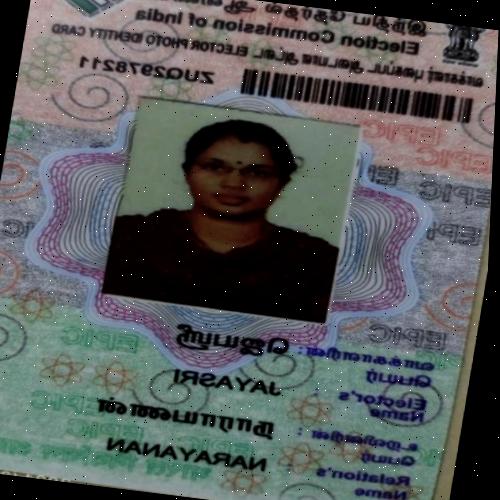 இந்திய தேர்தல் ஆணையம்
Election Commission of India
வாக்காளர் புகைப்பட அடையாள அட்டை ELECTOR PHOTO IDENTITY CARD
ZUQ2978211
வாக்காளரின் பெயர் : ஜெயஸ்ரீ
Elector's Name : JAYASRI
உறவினரின் பெயர் : நாராயணன்
Relation's Name : NARAYANAN